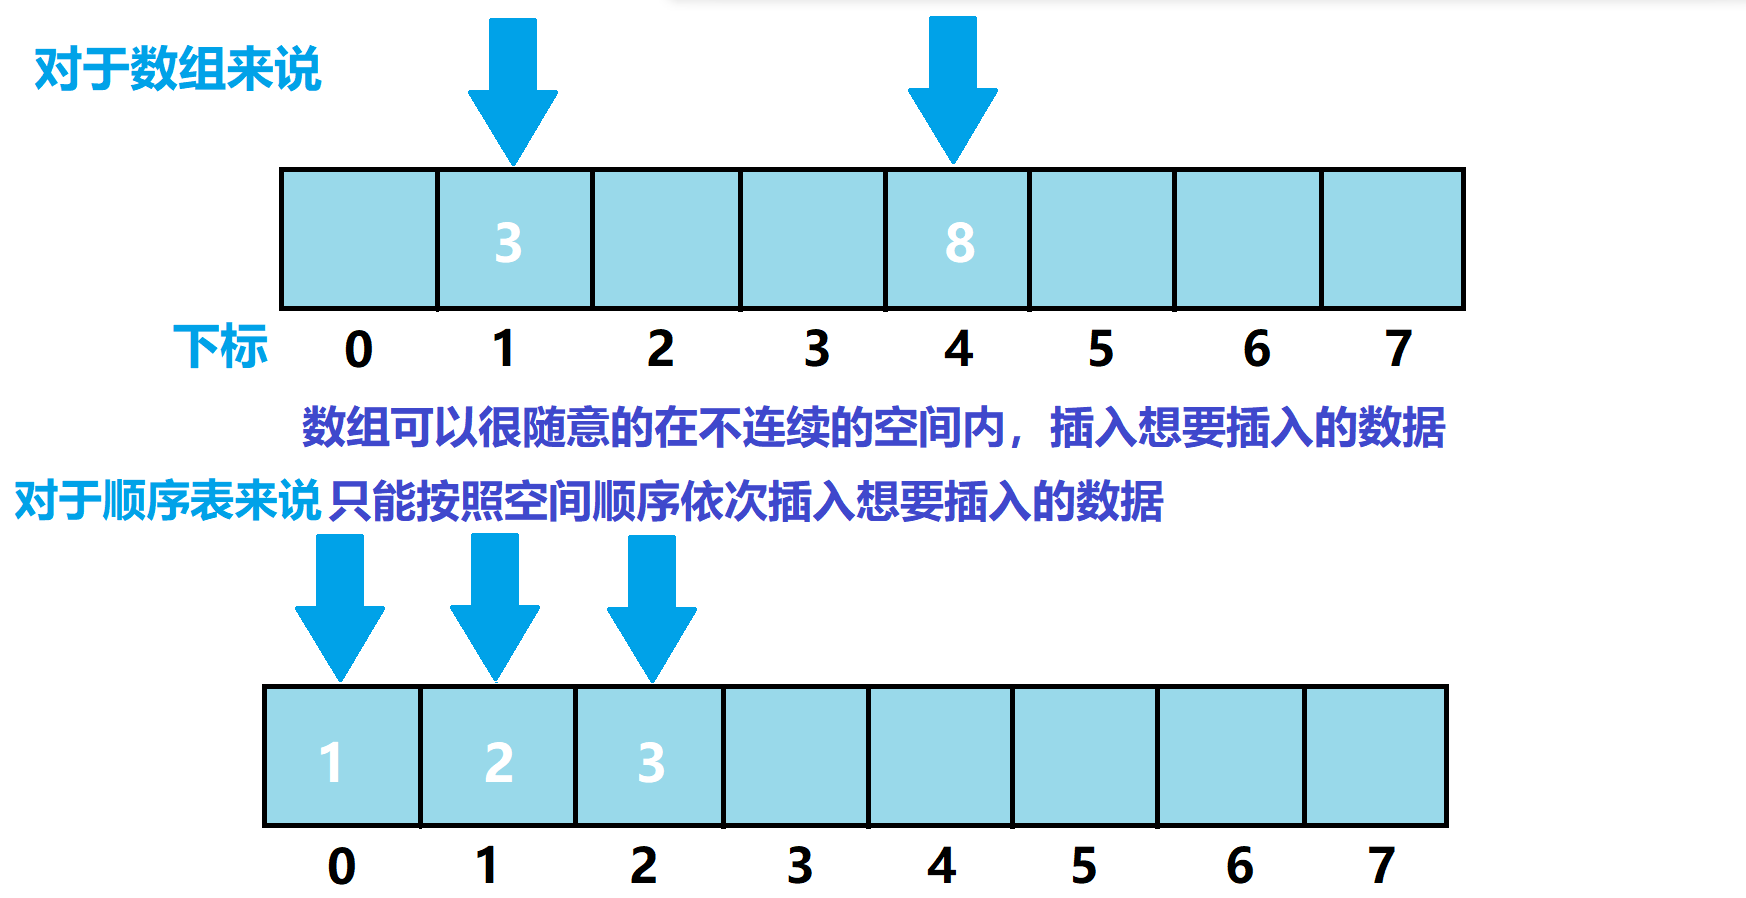 对于数组来说
3 8
下标 0 1 2 3 4 5 6 7
数组可以很随意的在不连续的空间内，插入想要插入的数据
对于顺序表来说 只能按照空间顺序依次插入想要插入的数据
1 2 3
0 1 2 3 4 5 6 7